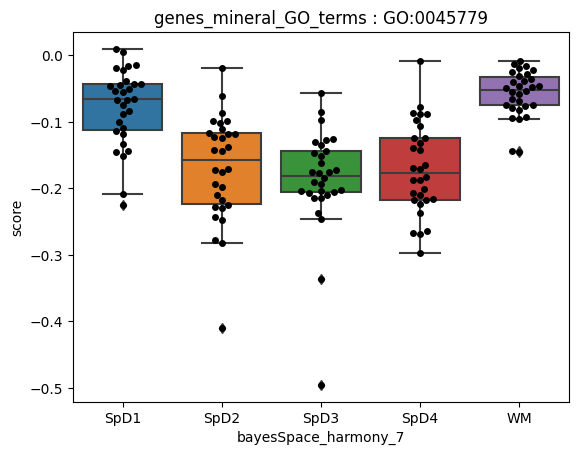 genes_mineral_GO_terms : GO:0045779
0.0
−0.1
−0.2
−0.3
−0.4
−0.5
score
SpD1 SpD2 SpD3 SpD4 WM
bayesSpace_harmony_7